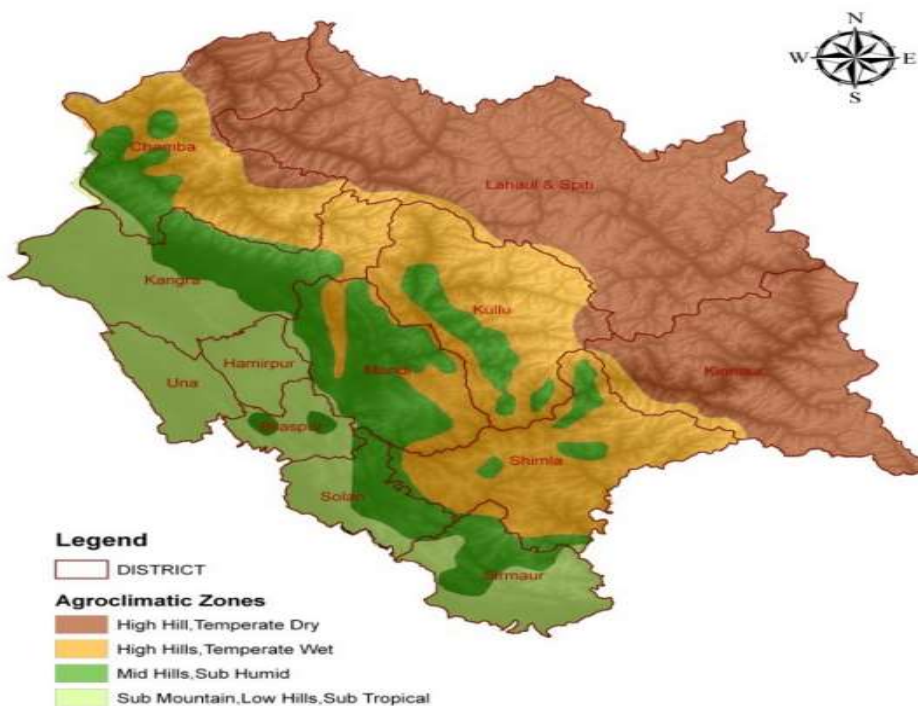 N
W E
S
Chamba
Lahaul & Spiti
Kangra
Kullu
Hamirpur
Mandi
Kinnaur
Una
Bilaspur
Shimla
Solan
Sirmaur
Legend
DISTRICT
Agroclimatic Zones
High Hill,Temperate Dry
High Hills,Temperate Wet
Mid Hills,Sub Humid
Sub Mountain,Low Hills,Sub Tropical